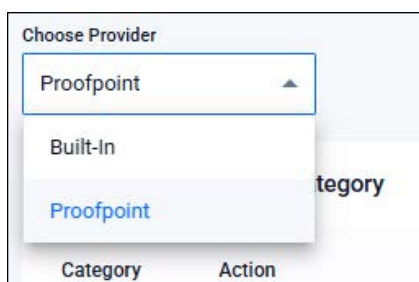 Choose Provider
Proofpoint
Built-In
tegory
Proofpoint
Category Action